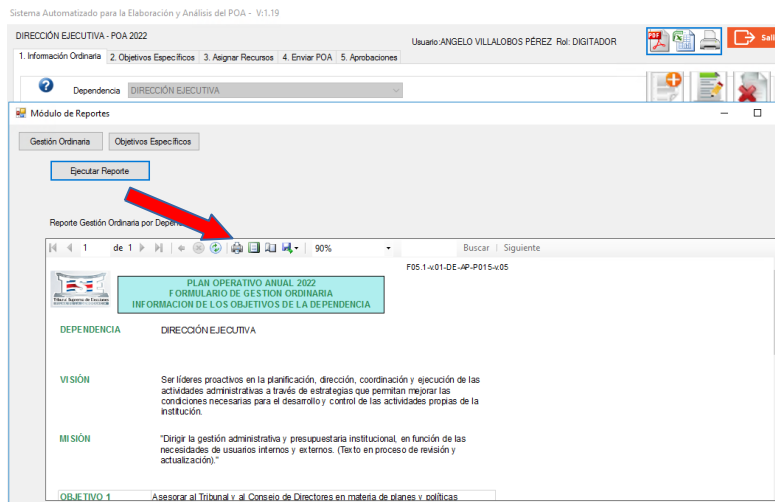 Sistema Automatizado para la Elaboración y Análisis del POA - V:1.19
DIRECCIÓN EJECUTIVA - POA 2022
Usuario:ANGELO VILLALOBOS PÉREZ Rol: DIGITADOR
PDF
1. Información Ordinaria 2. Objetivos Específicos 3. Asignar Recursos 4. Enviar POA 5. Aprobaciones
Dependencia DIRECCIÓN EJECUTIVA
Módulo de Reportes
Gestión Ordinaria Objetivos Específicos
Ejecutar Reporte
Reporte Gestión Ordinaria por
1 de 1 90% Buscar | Siguiente
F05.1-v.01-DE-AP-P015-v.05
TSE
PLAN OPERATIVO ANUAL 2022
FORMULARIO DE GESTION ORDINARIA
INFORMACION DE LOS OBJETIVOS DE LA DEPENDENCIA
DEPENDENCIA DIRECCIÓN EJECUTIVA
VISIÓN Ser líderes proactivos en la planificación, dirección, coordinación y ejecución de las
actividades administrativas a través de estrategias que permitan mejorar las
condiciones necesarias para el desarrollo y control de las actividades propias de la
institución.
MISIÓN "Dirigir la gestión administrativa y presupuestaria institucional, en función de las
necesidades de usuarios internos y externos. (Texto en proceso de revisión y
actualización)."
OBJETIVO 1 Asesorar al Tribunal y al Consejo de Directores en materia de planes y políticas